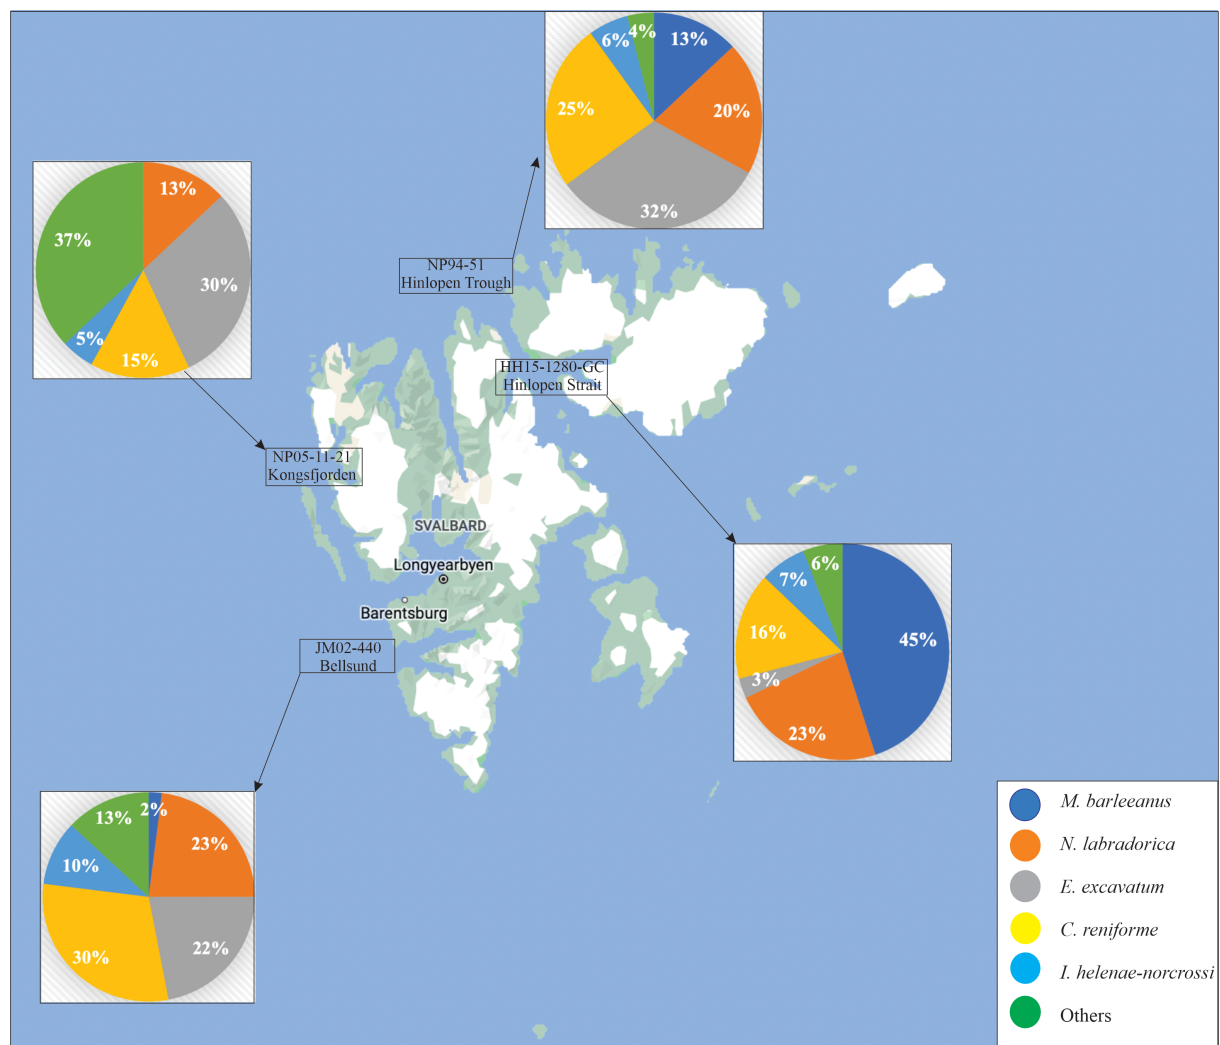 4%
6%
13%
25%
20%
32%
13%
37%
30%
5%
15%
NP94-51
Hinlopen Trough
HH15-1280-GC
Hinlopen Strait
NP05-11-21
Kongsfjorden
SVALBARD
Longyearbyen
Barentsburg
6%
7%
45%
16%
3%
23%
JM02-440
Bellsund
2%
13%
23%
10%
22%
30%
M. barleeanus
N. labradorica
E. excavatum
C. reniforme
I. helenae-norcrossi
Others